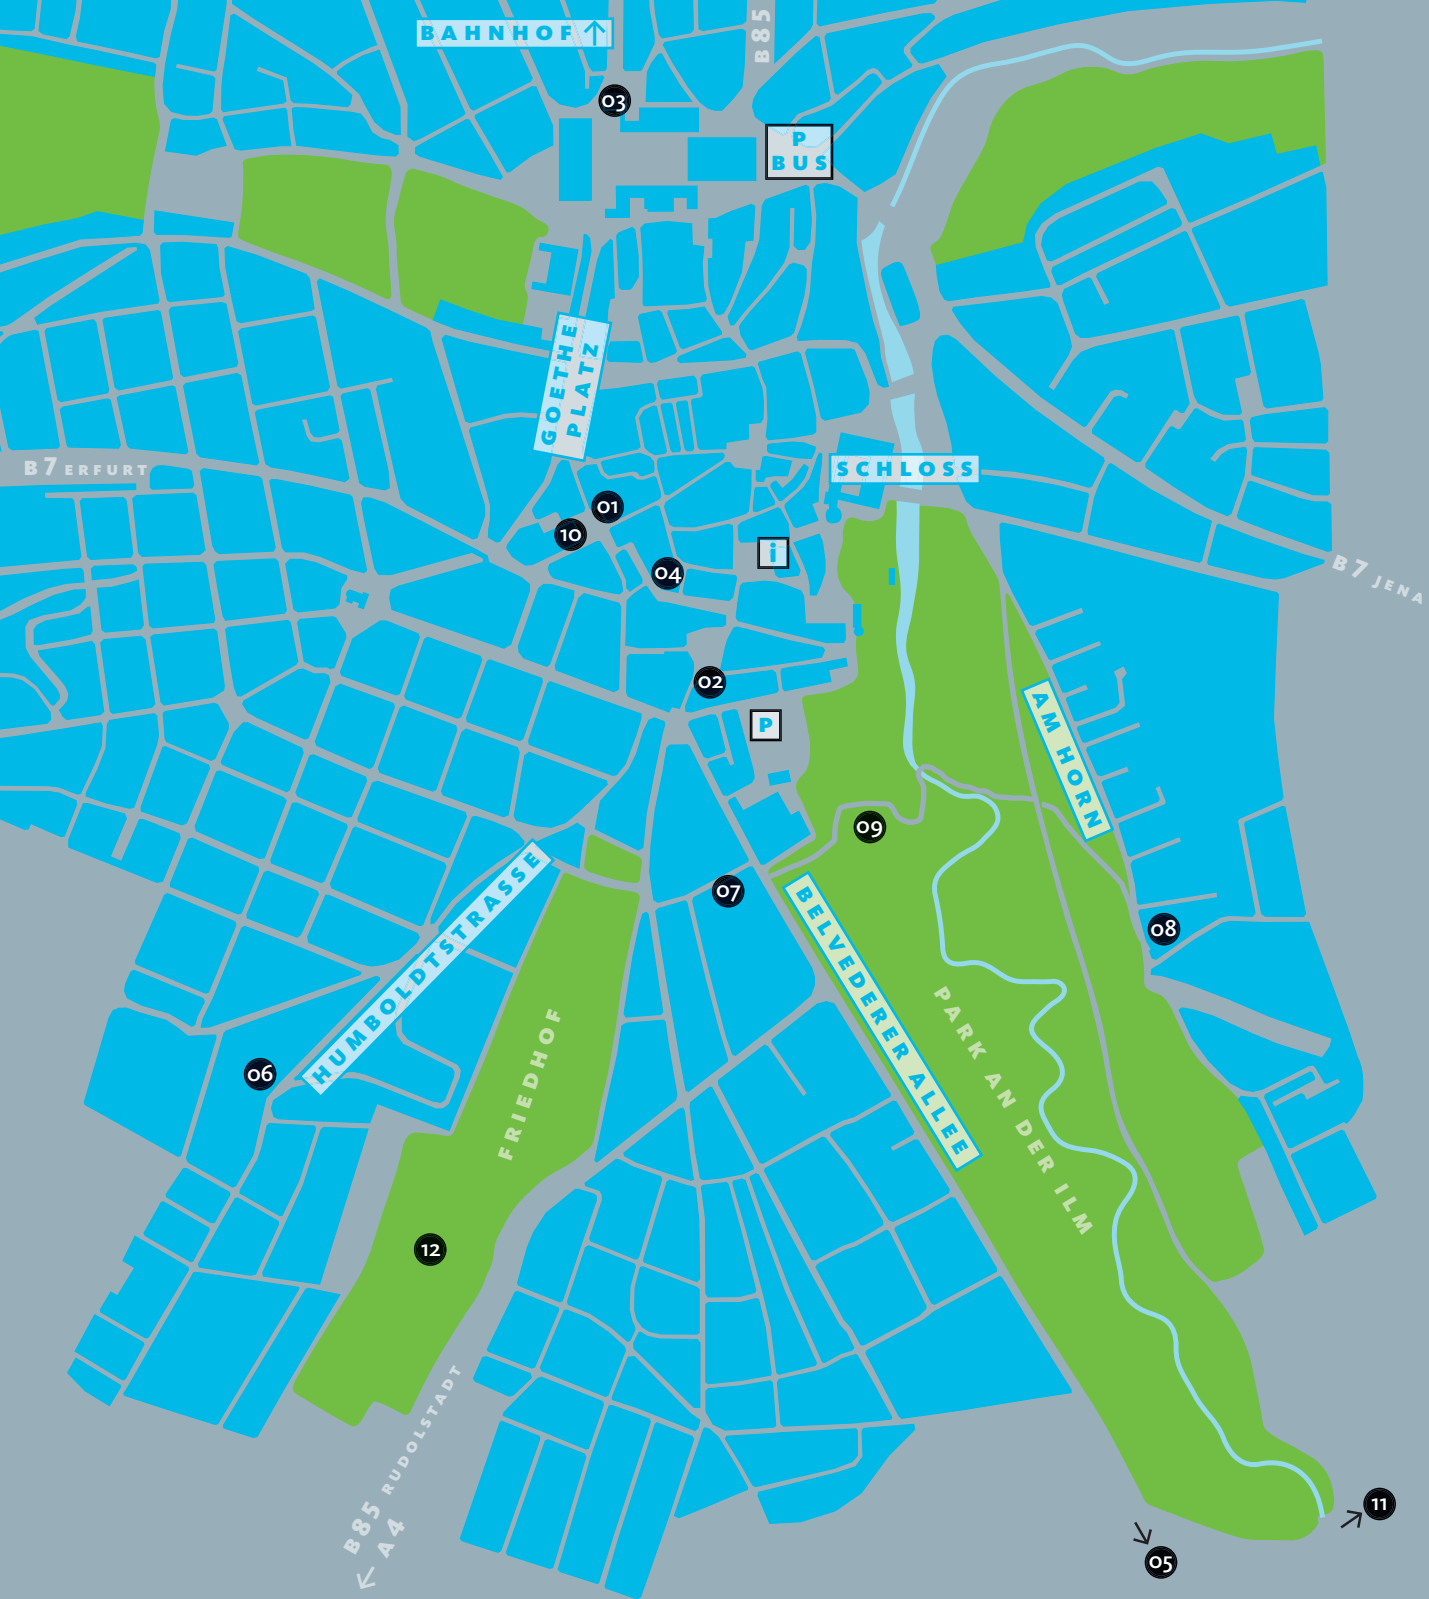 BAHNHOF ↑
B85
03
P
BUS
GOETHE
PLATZ
B7 ERFURT
SCHLOSS
01
10
i
04
B7 JENA
02
AM HORN
P
09
HUMBOLDTSTRASSE
07
BELVEDERER ALLEE
08
PARK AN DER ILM
FRIEDHOF
06
12
B85 RUDOLSTADT
A4
11
05